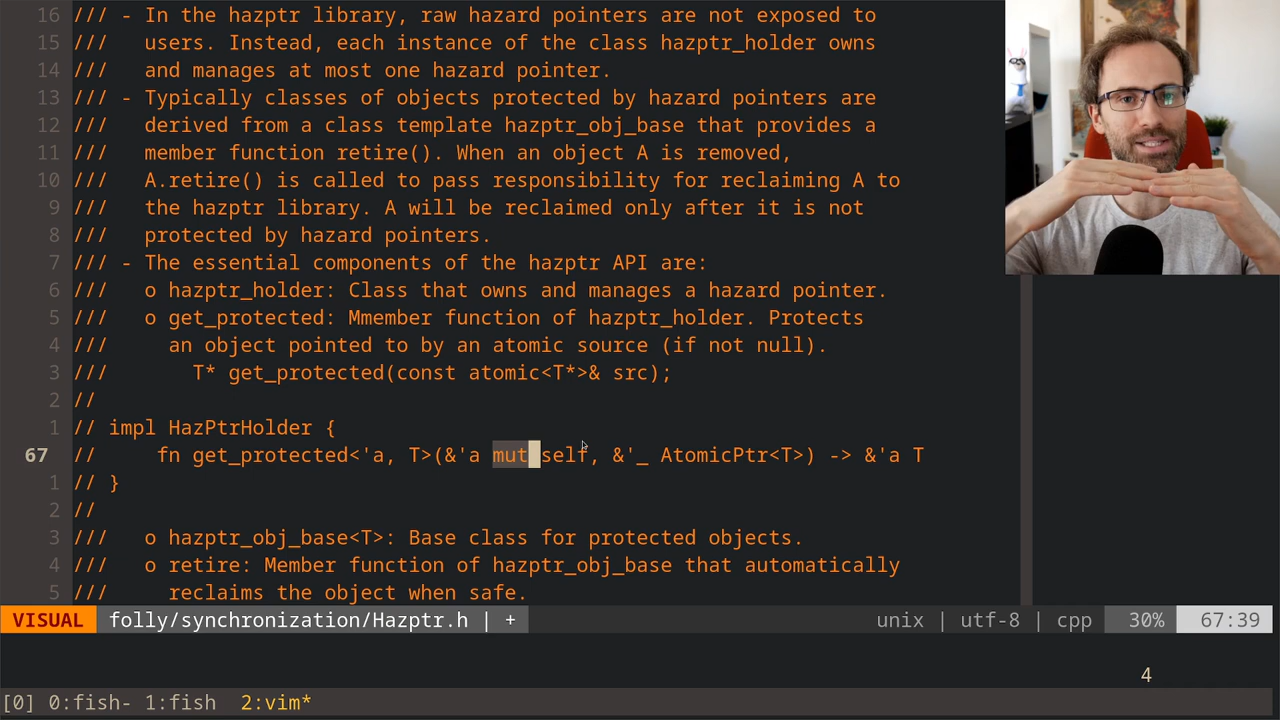 16 /// - In the hazptr library, raw hazard pointers are not exposed to
15 ///   users. Instead, each instance of the class hazptr_holder owns
14 ///   and manages at most one hazard pointer.
13 /// - Typically classes of objects protected by hazard pointers are
12 ///   derived from a class template hazptr_obj_base that provides a
11 ///   member function retire(). When an object A is removed,
10 ///   A.retire() is called to pass responsibility for reclaiming A to
9 ///   the hazptr library. A will be reclaimed only after it is not
8 ///   protected by hazard pointers.
7 /// - The essential components of the hazptr API are:
6 ///   o hazptr_holder: Class that owns and manages a hazard pointer.
5 ///   o get_protected: Mmember function of hazptr_holder. Protects
4 ///     an object pointed to by an atomic source (if not null).
3 ///       T* get_protected(const atomic<T*>& src);
2 //
1 // impl HazPtrHolder {
67 //     fn get_protected<'a, T>(&'a mut self, &'_ AtomicPtr<T>) -> &'a T
1 // }
2 //
3 ///   o hazptr_obj_base<T>: Base class for protected objects.
4 ///   o retire: Member function of hazptr_obj_base that automatically
5 ///     reclaims the object when safe.
VISUAL folly/synchronization/Hazptr.h | + unix | utf-8 | cpp 30% 67:39
4
[0] 0:fish- 1:fish  2:vim*